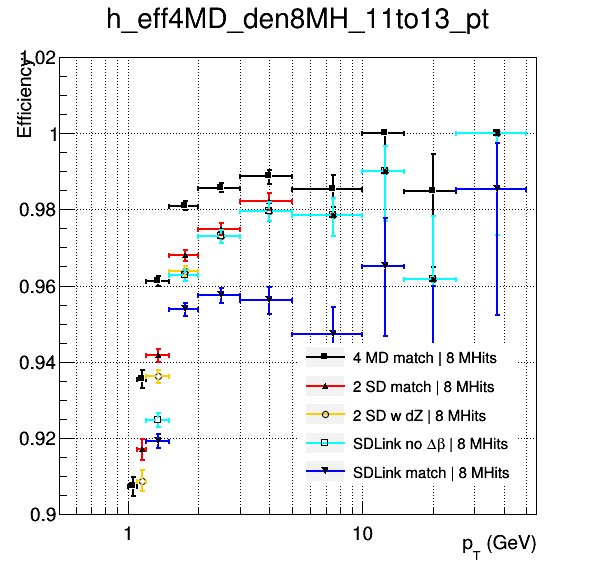 h_eff4MD_den8MH_11to13_pt
Efficiency
1.02
1
0.98
0.96
0.94
0.92
0.9
4 MD match | 8 MHits
2 SD match | 8 MHits
2 SD w dZ | 8 MHits
SDLink no Δβ | 8 MHits
SDLink match | 8 MHits
1
10
p_T (GeV)